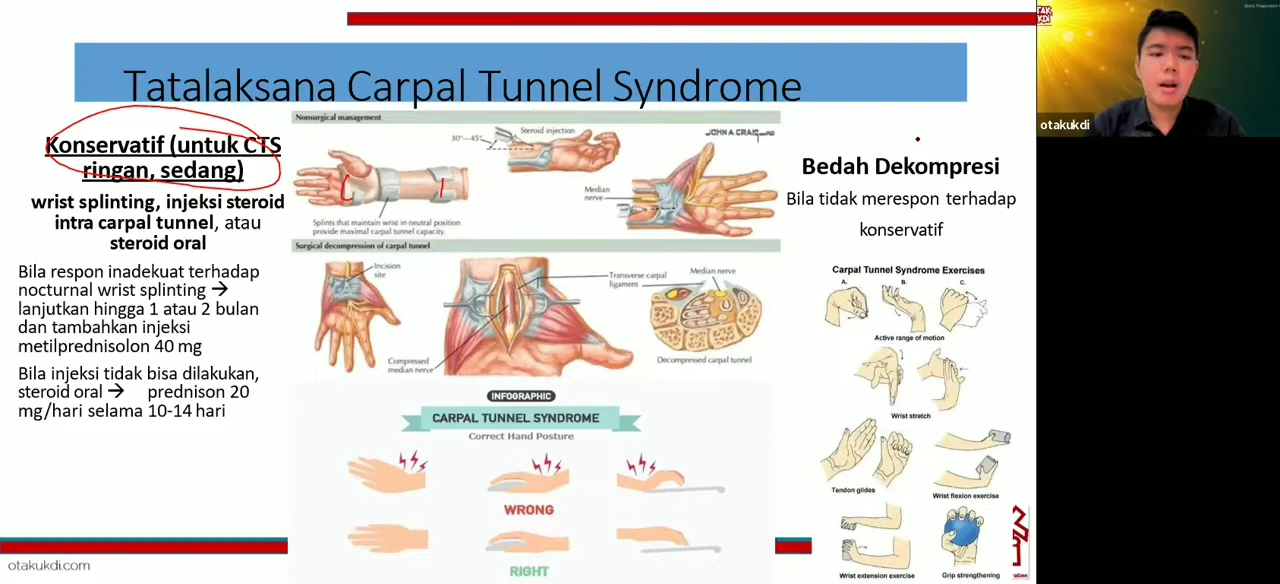 Tatalaksana Carpal Tunnel Syndrome
Konservatif (untuk CTS
ringan, sedang)
wrist splinting, injeksi steroid
intra carpal tunnel, atau
steroid oral
Bila respon inadekuat terhadap
nocturnal wrist splinting →
lanjutkan hingga 1 atau 2 bulan
dan tambahkan injeksi
metilprednisolon 40 mg
Bila injeksi tidak bisa dilakukan,
steroid oral → prednison 20
mg/hari selama 10-14 hari
Nonsurgical management
30°—45°
Steroid injection
JOHN A. CRAIG
Median
nerve
Splints that maintain wrist in neutral position
provide maximal carpal tunnel capacity.
Surgical decompression of carpal tunnel
Incision
site
Transverse carpal
ligament
Median nerve
Compressed
median nerve
Decompressed carpal tunnel
INFOGRAPHIC
CARPAL TUNNEL SYNDROME
Correct Hand Posture
WRONG
RIGHT
Bedah Dekompresi
Bila tidak merespon terhadap
konservatif
Carpal Tunnel Syndrome Exercises
A.
B.
C.
Active range of motion
Wrist stretch
Tendon glides
Wrist flexion exercise
Wrist extension exercise
Grip strengthening
otakukdi.com
otakukdi